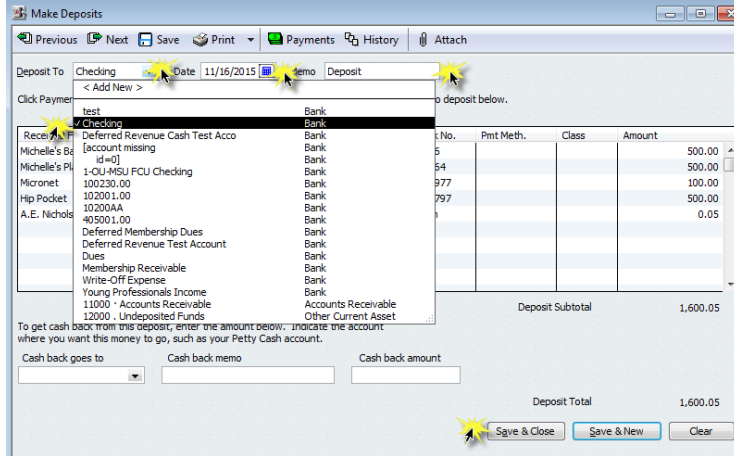 Make Deposits
Previous Next Save Print Payments History Attach
Deposit To Checking Date 11/16/2015 Memo Deposit
< Add New >
Click Paymen o deposit below.
test Bank
✓ Checking Bank
Deferred Revenue Cash Test Acco Bank
[account missing Bank
id=0] Bank
1-OU-MSU FCU Checking Bank
100230.00 Bank
102001.00 Bank
10200AA Bank
405001.00 Bank
Deferred Membership Dues Bank
Deferred Revenue Test Account Bank
Dues Bank
Membership Receivable Bank
Write-Off Expense Bank
Young Professionals Income Bank
11000 · Accounts Receivable Accounts Receivable
12000 . Undeposited Funds Other Current Asset
No. Pmt Meth. Class Amount
Michelle's Ba 500.00
Michelle's Pl 64 500.00
Micronet 977 100.00
Hip Pocket 797 500.00
A.E. Nichols 0.05
Deposit Subtotal 1,600.05
To get cash back from this deposit, enter the amount below. Indicate the account
where you want this money to go, such as your Petty Cash account.
Cash back goes to Cash back memo Cash back amount
Deposit Total 1,600.05
Save & Close Save & New Clear